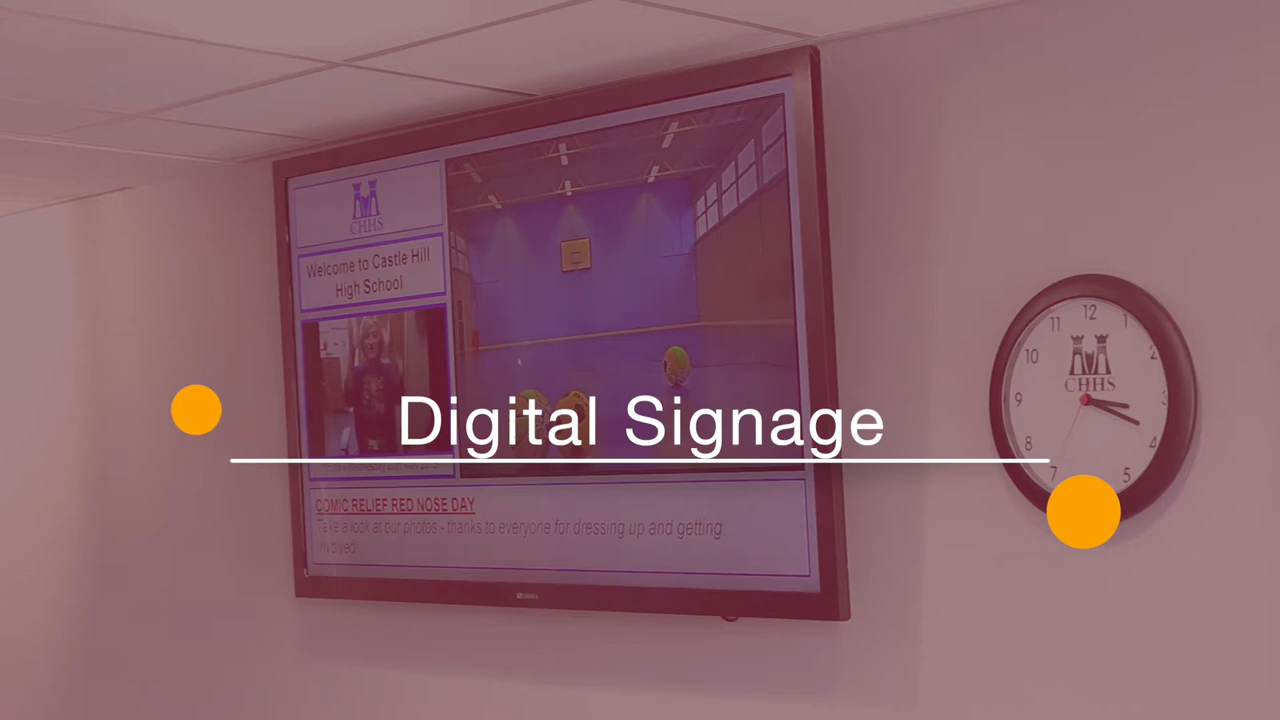 CHHS
Welcome to Castle Hill
High School
Digital Signage
COMIC RELIEF RED NOSE DAY
Take a look at our photos - thanks to everyone for dressing up and getting
involved!
12
1
2
3
4
5
7
8
9
10
11
CHHS